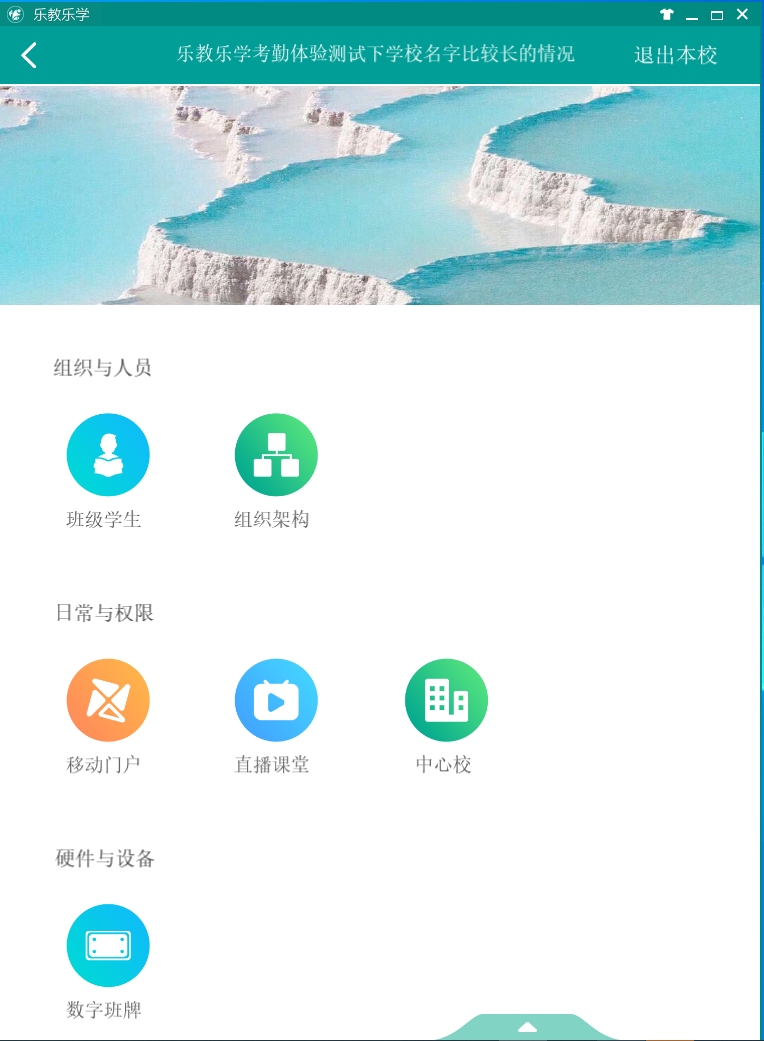 乐教乐学
乐教乐学考勤体验测试下学校名字比较长的情况
退出本校
组织与人员
班级学生
组织架构
日常与权限
移动门户
直播课堂
中心校
硬件与设备
数字班牌